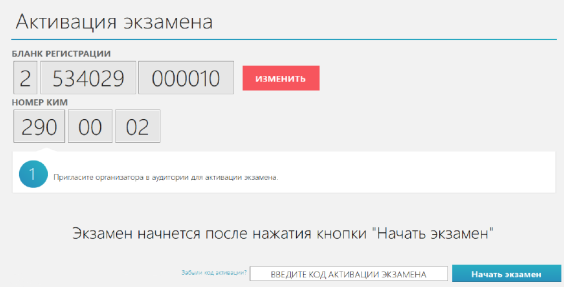 Активация экзамена
БЛАНК РЕГИСТРАЦИИ
2 534029 000010 ИЗМЕНИТЬ
НОМЕР КИМ
290 00 02
1 Пригласите организатора в аудитории для активации экзамена.
Экзамен начнется после нажатия кнопки "Начать экзамен"
Забыли код активации? ВВЕДИТЕ КОД АКТИВАЦИИ ЭКЗАМЕНА Начать экзамен